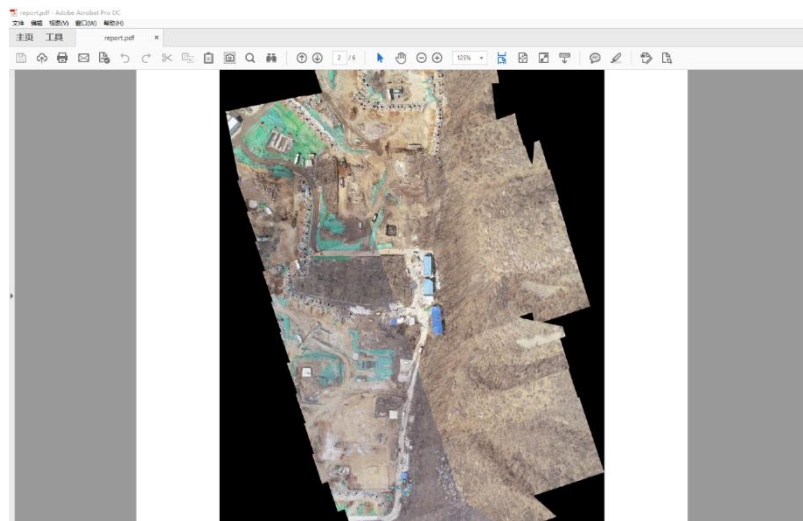 report.pdf - Adobe Acrobat Pro DC
文件 编辑 视图(V) 窗口(W) 帮助(H)
主页 工具 report.pdf ×
2 / 6 125%